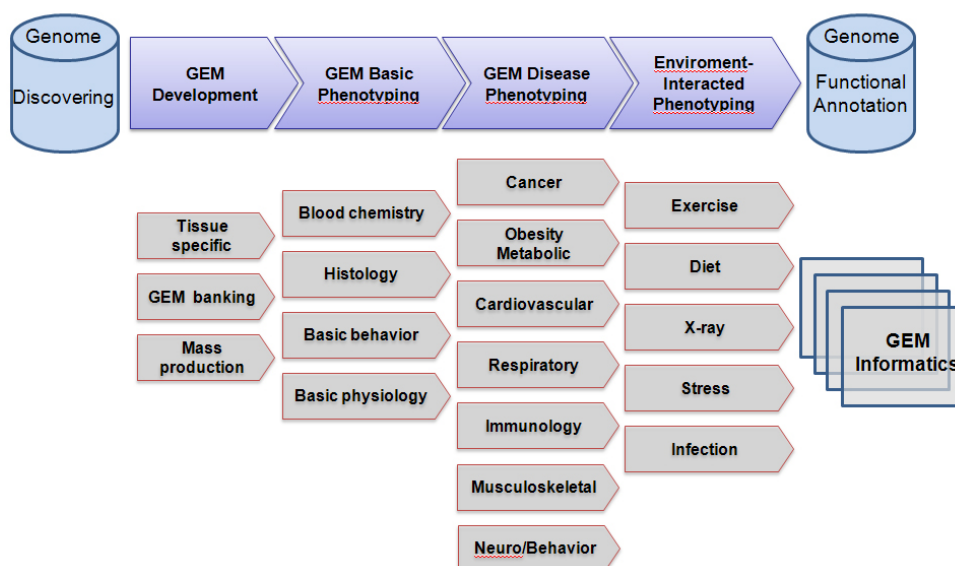 Genome
Discovering
GEM
Development
GEM Basic
Phenotyping
GEM Disease
Phenotyping
Enviroment-
Interacted
Phenotyping
Genome
Functional
Annotation
Tissue
specific
GEM banking
Mass
production
Blood chemistry
Histology
Basic behavior
Basic physiology
Cancer
Obesity
Metabolic
Cardiovascular
Respiratory
Immunology
Musculoskeletal
Neuro/Behavior
Exercise
Diet
X-ray
Stress
Infection
GEM
Informatics